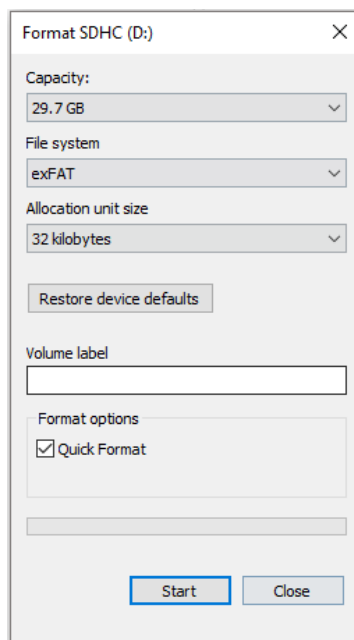 Format SDHC (D:)
Capacity:
29.7 GB
File system
exFAT
Allocation unit size
32 kilobytes
Restore device defaults
Volume label
Format options
Quick Format
Start
Close